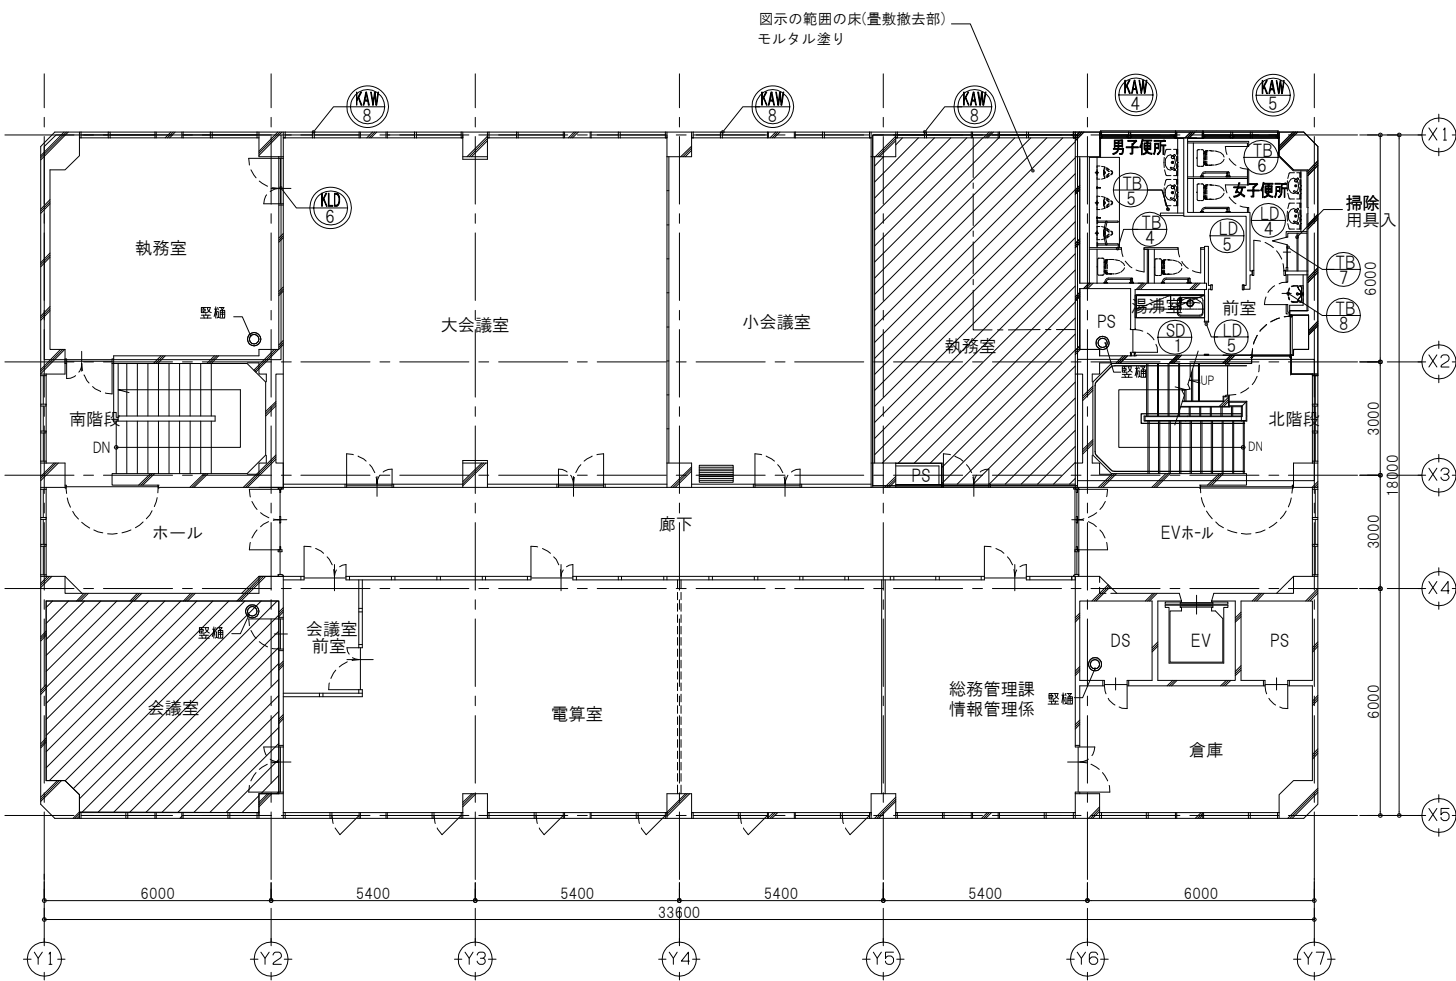 図示の範囲の床(畳敷撤去部)
モルタル塗り
KAW
8
KAW
8
KAW
8
KAW
4
KAW
5
X1
男子便所
TB
6
女子便所
TB
5
掃除
用具入
KLD
6
TB
4
LD
5
LD
4
執務室
TB
7
6000
竪樋
大会議室
小会議室
執務室
PS
湯沸室
前室
TB
8
SD
1
LD
5
X2
竪樋
UP
南階段
DN
北階段
DN
3000
PS
X3
18000
ホール
廊下
EVホール
3000
X4
竪樋
会議室
前室
DS
EV
PS
会議室
電算室
総務管理課
情報管理係
竪樋
倉庫
6000
X5
6000
5400
5400
5400
5400
6000
33600
Y1
Y2
Y3
Y4
Y5
Y6
Y7